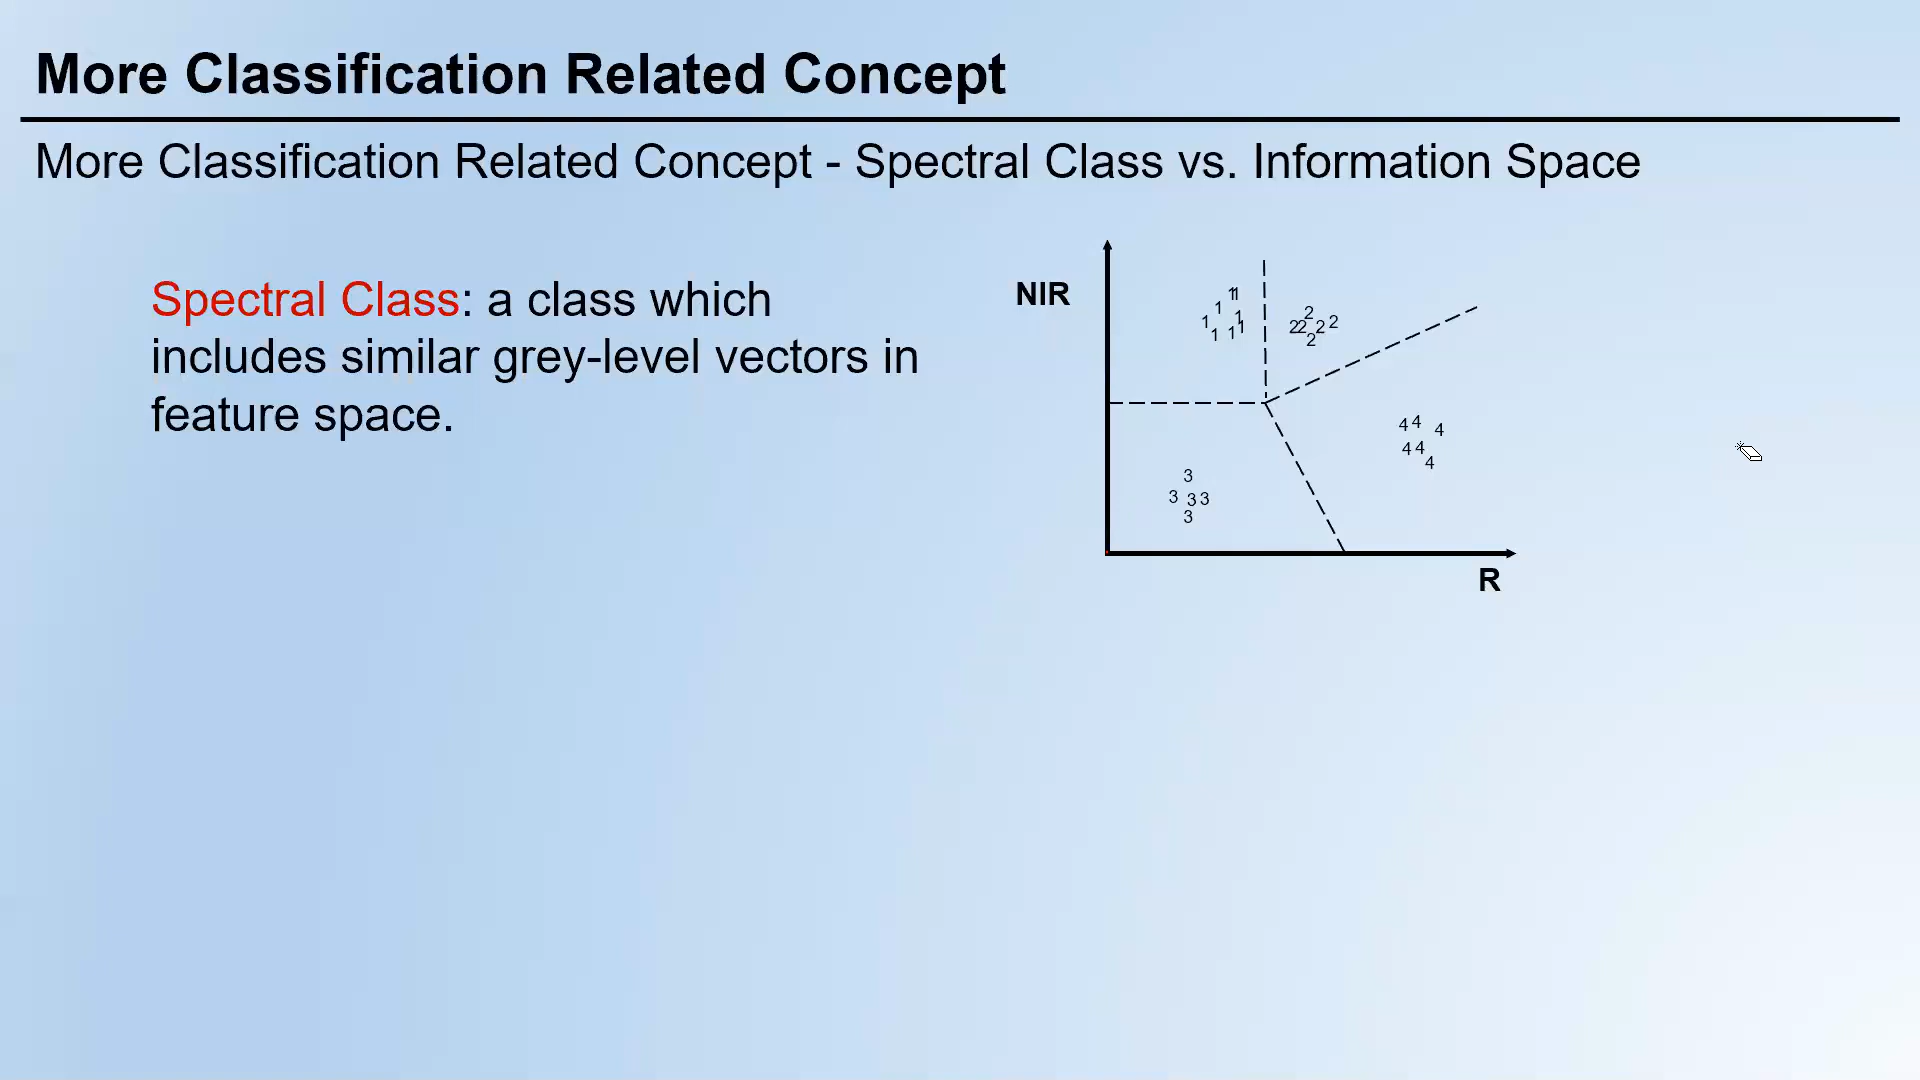 More Classification Related Concept
More Classification Related Concept - Spectral Class vs. Information Space
Spectral Class: a class which
includes similar grey-level vectors in
feature space.
NIR
1 1
1
1 1
1 1 1
2
2 2 2 2
2
4 4 4
4 4
4
3
3 3 3
3
R